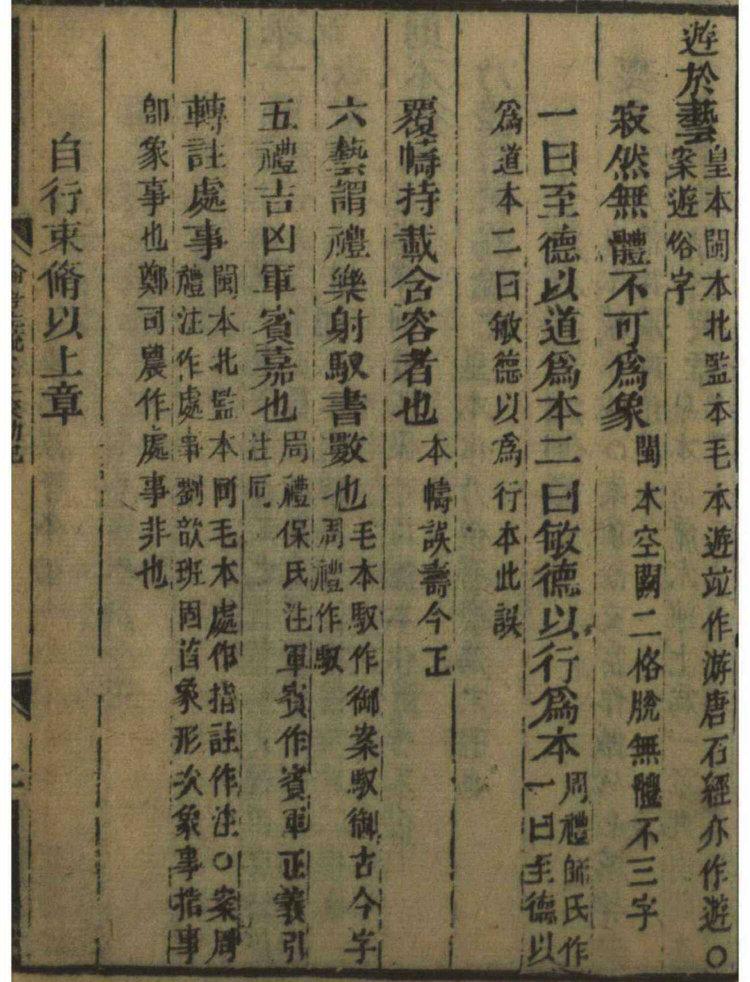 遊於藝皇本閩本北監本毛本遊竝作游唐石經亦作遊○
案遊俗字
寂然無體不可爲象閩本空闕二格脫無體不三字
一曰至德以道爲本二曰敏德以行爲本周禮師氏作
一曰至德以
爲道本二曰敏德以爲行本此誤
覆幬持載含容者也本幬誤壽今正
六藝謂禮樂射馭書數也毛本馭作御案馭御古今字
周禮作馭
五禮吉凶軍賓嘉也周禮保氏注軍賓作賓軍正義引
注同
轉註處事閩本北監本同毛本處作指註作注○案周
禮注作處事劉歆班固首象形次象事指事
卽象事也鄭司農作處事非也
自行束脩以上章